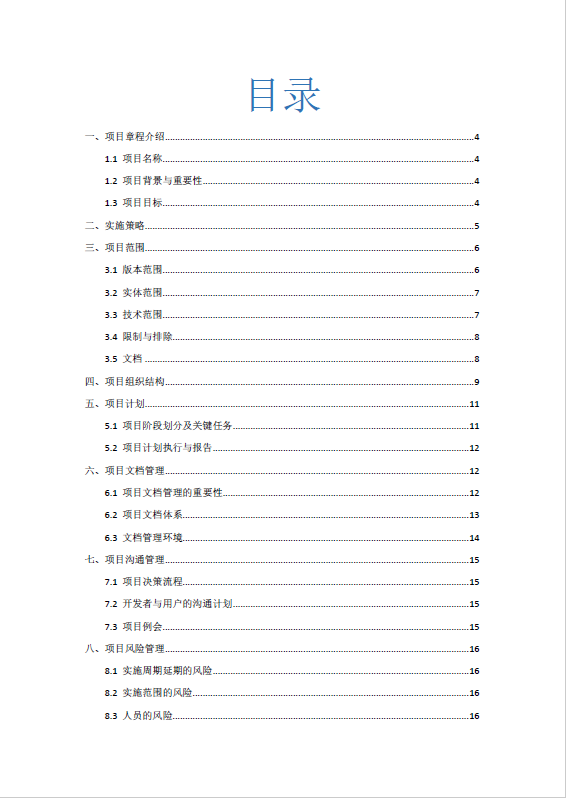 目录
一、项目章程介绍........................4
1.1 项目名称........................4
1.2 项目背景与重要性........................4
1.3 项目目标........................4
二、实施策略........................5
三、项目范围........................6
3.1 版本范围........................6
3.2 实体范围........................7
3.3 技术范围........................7
3.4 限制与排除........................8
3.5 文档........................8
四、项目组织结构........................9
五、项目计划........................11
5.1 项目阶段划分及关键任务........................11
5.2 项目计划执行与报告........................12
六、项目文档管理........................12
6.1 项目文档管理的重要性........................12
6.2 项目文档体系........................13
6.3 文档管理环境........................14
七、项目沟通管理........................15
7.1 项目决策流程........................15
7.2 开发者与用户的沟通计划........................15
7.3 项目例会........................15
八、项目风险管理........................16
8.1 实施周期延期的风险........................16
8.2 实施范围的风险........................16
8.3 人员的风险........................16